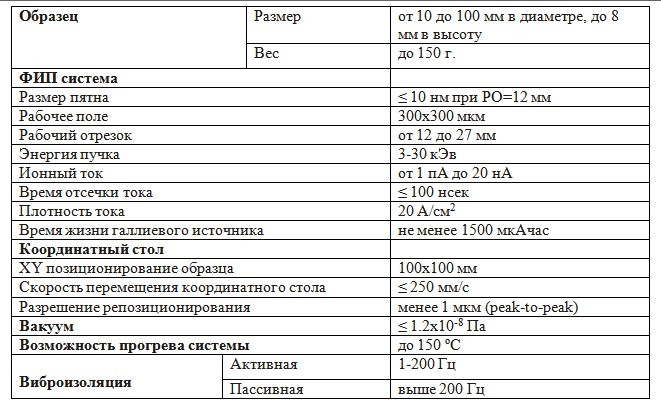 Образец Размер от 10 до 100 мм в диаметре, до 8
мм в высоту
Вес до 150 г.
ФИП система
Размер пятна ≤ 10 нм при РО=12 мм
Рабочее поле 300x300 мкм
Рабочий отрезок от 12 до 27 мм
Энергия пучка 3-30 кЭв
Ионный ток от 1 пА до 20 нА
Время отсечки тока ≤ 100 нсек
Плотность тока 20 А/см²
Время жизни галлиевого источника не менее 1500 мкАчас
Координатный стол
XY позиционирование образца 100x100 мм
Скорость перемещения координатного стола ≤ 250 мм/с
Разрешение репозиционирования менее 1 мкм (peak-to-peak)
Вакуум ≤ 1.2x10⁻⁸ Па
Возможность прогрева системы до 150 °С
Виброизоляция Активная 1-200 Гц
Пассивная выше 200 Гц